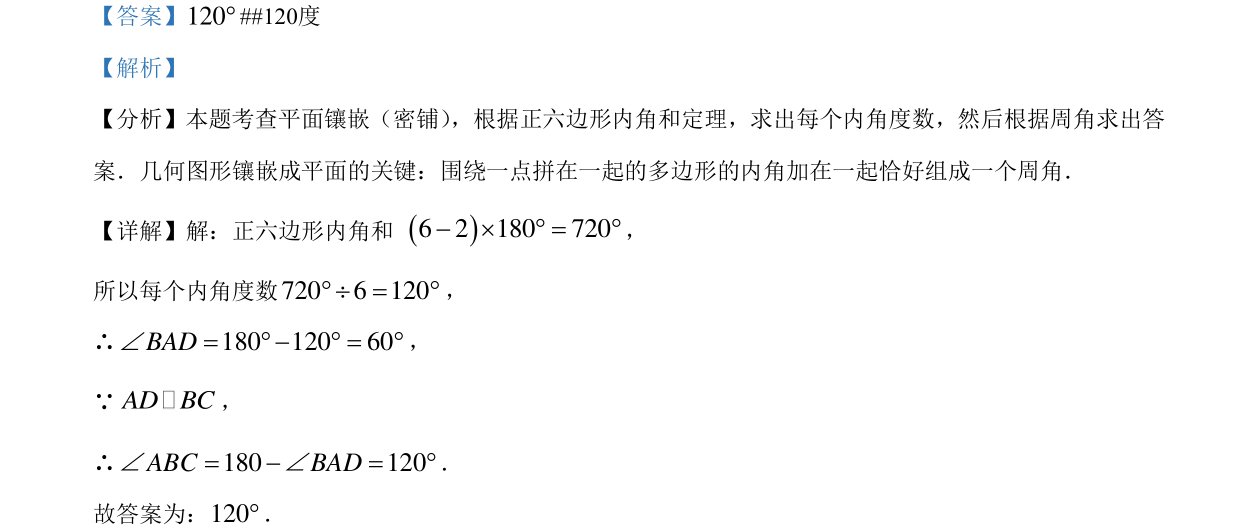 【答案】120°##120度
【解析】
【分析】本题考查平面镶嵌（密铺），根据正六边形内角和定理，求出每个内角度数，然后根据周角求出答
案．几何图形镶嵌成平面的关键：围绕一点拼在一起的多边形的内角加在一起恰好组成一个周角．
【详解】解：正六边形内角和 (6−2)×180°=720°，
所以每个内角度数720°÷6=120°，
∴∠BAD=180°−120°=60°，
∵AD□BC，
∴∠ABC=180−∠BAD=120°．
故答案为：120°．